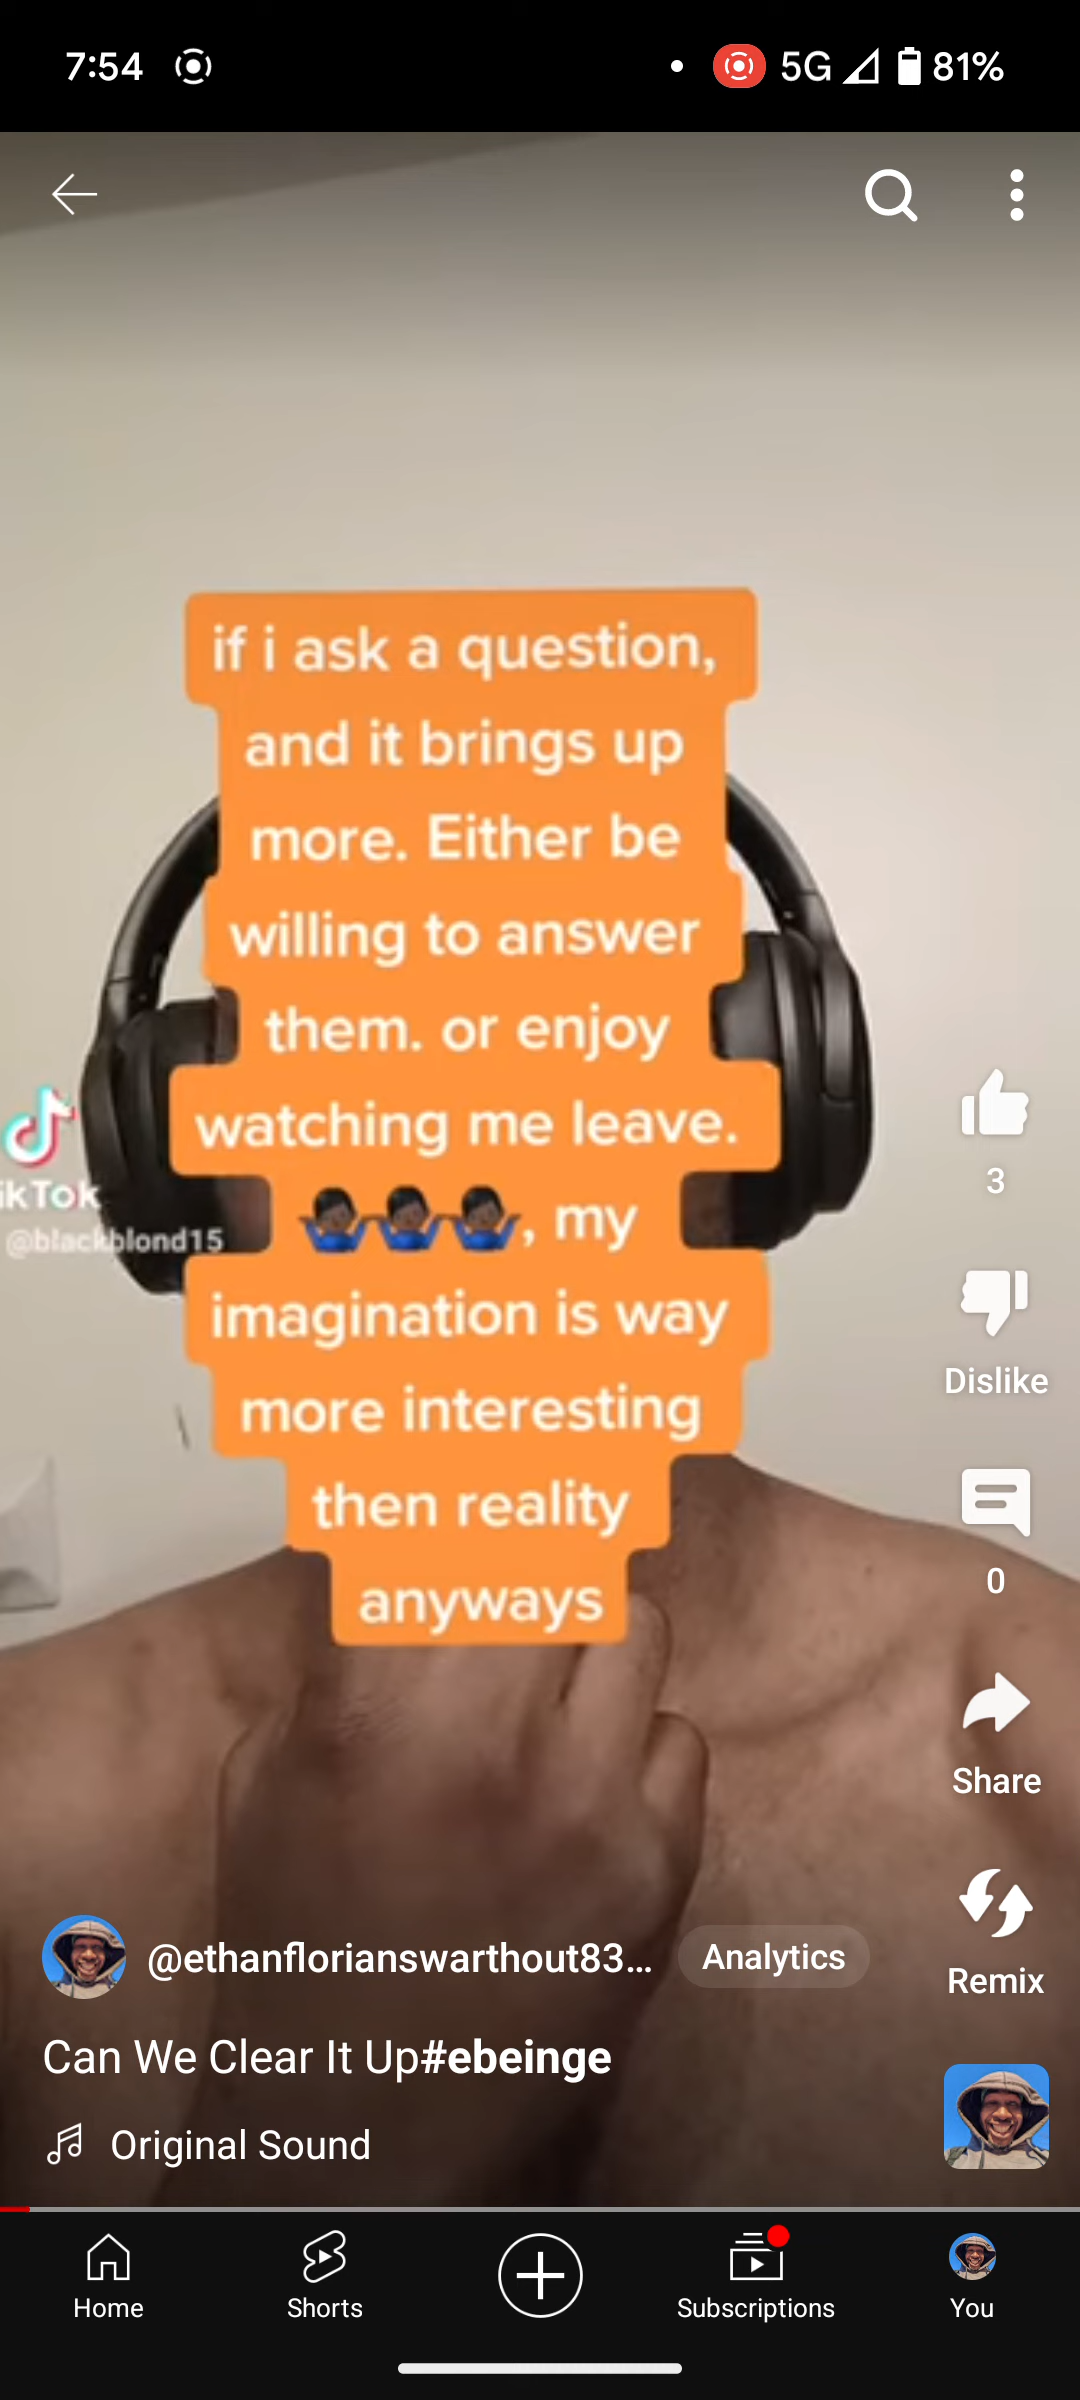 7:54 5G 81%
if i ask a question,
and it brings up
more. Either be
willing to answer
them. or enjoy
watching me leave.
🤷🏿‍♂️🤷🏿‍♂️🤷🏿‍♂️, my
imagination is way
more interesting
then reality
anyways
ikTok
@blackblond15
3
Dislike
0
Share
Remix
@ethanflorianswarthout83... Analytics
Can We Clear It Up#ebeinge
Original Sound
Home Shorts Subscriptions You